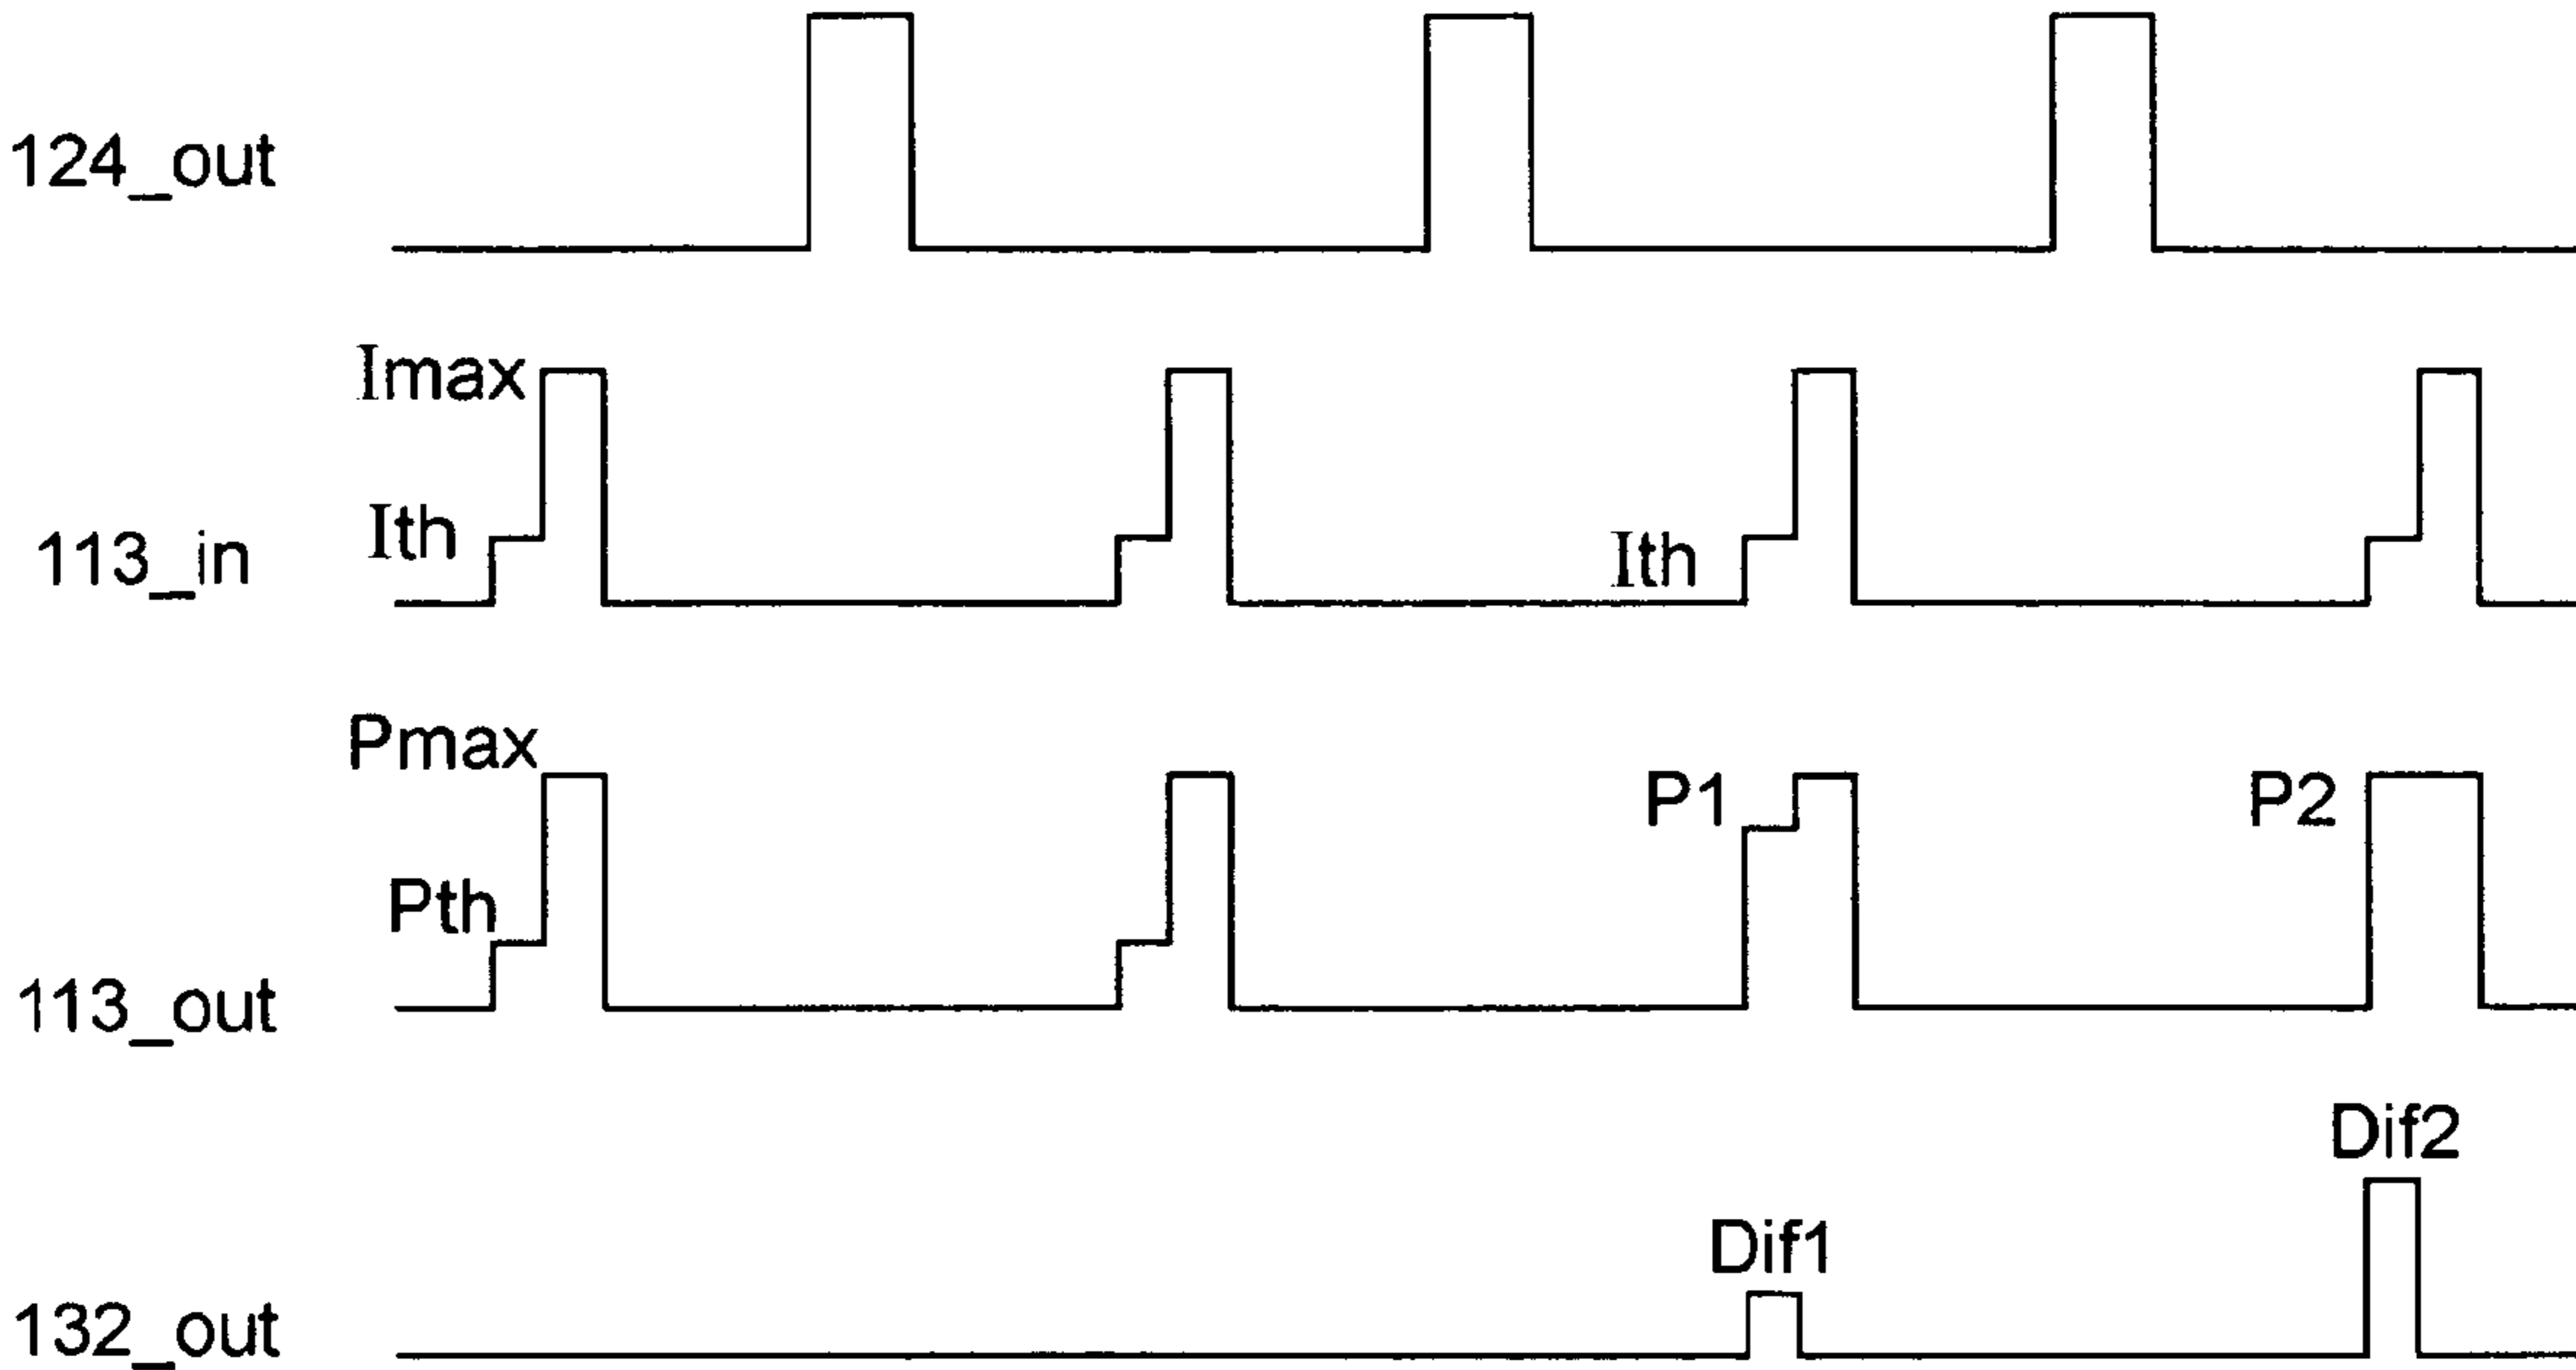 124_out
Imax
Ith
Ith
113_in
Pmax
P1
P2
Pth
113_out
Dif2
Dif1
132_out